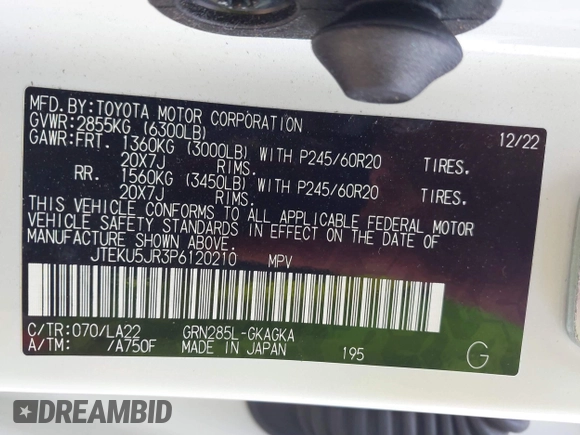 MFD.BY:TOYOTA MOTOR CORPORATION 12/22
GVWR:2855KG (6300LB)
GAWR:FRT. 1360KG (3000LB) WITH P245/60R20 TIRES.
20X7J RIMS.
RR. 1560KG (3450LB) WITH P245/60R20 TIRES.
20X7J RIMS.
THIS VEHICLE CONFORMS TO ALL APPLICABLE FEDERAL MOTOR
VEHICLE SAFETY STANDARDS IN EFFECT ON THE DATE OF
MANUFACTURE SHOWN ABOVE.
JTEKU5JR3P6120210 MPV
C/TR:070/LA22 GRN285L-GKAGKA
A/TM: /A750F MADE IN JAPAN 195 G
DREAMBID